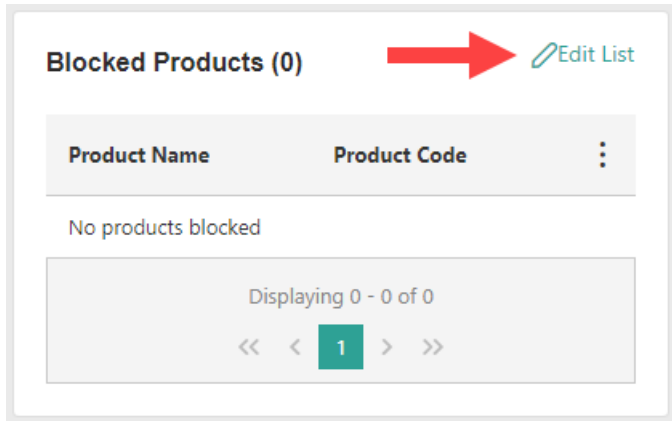 Blocked Products (0)
Edit List
Product Name
Product Code
No products blocked
Displaying 0 - 0 of 0
1